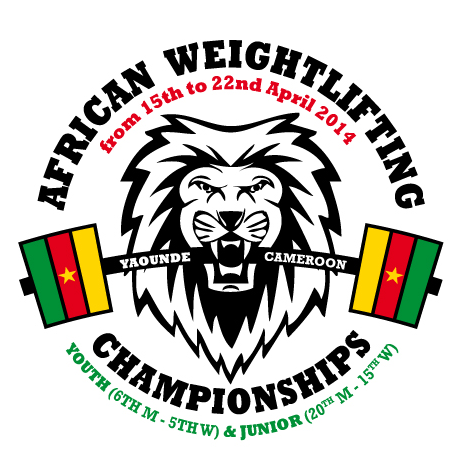 AFRICAN WEIGHTLIFTING
from 15th to 22nd April 2014
YAOUNDE CAMEROON
CHAMPIONSHIPS
YOUTH (6TH M - 5TH W) & JUNIOR (20TH M - 15TH W)